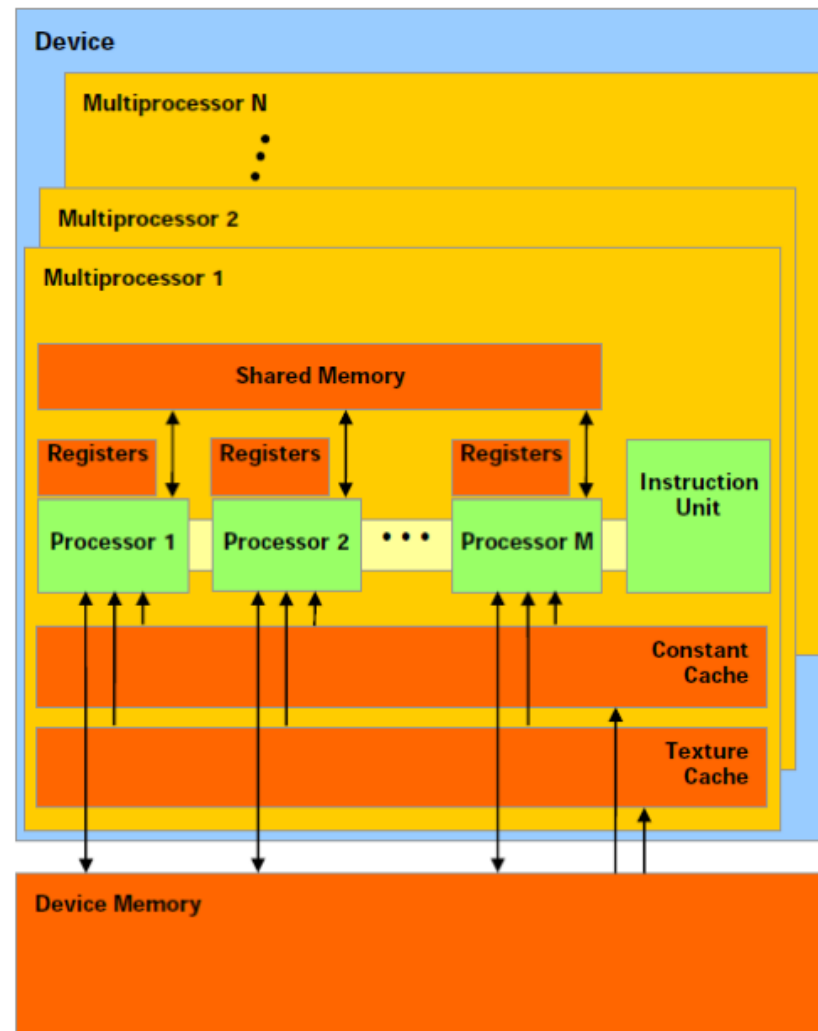 Device
Multiprocessor N
Multiprocessor 2
Multiprocessor 1
Shared Memory
Registers
Registers
Registers
Instruction
Unit
Processor 1
Processor 2
Processor M
Constant
Cache
Texture
Cache
Device Memory